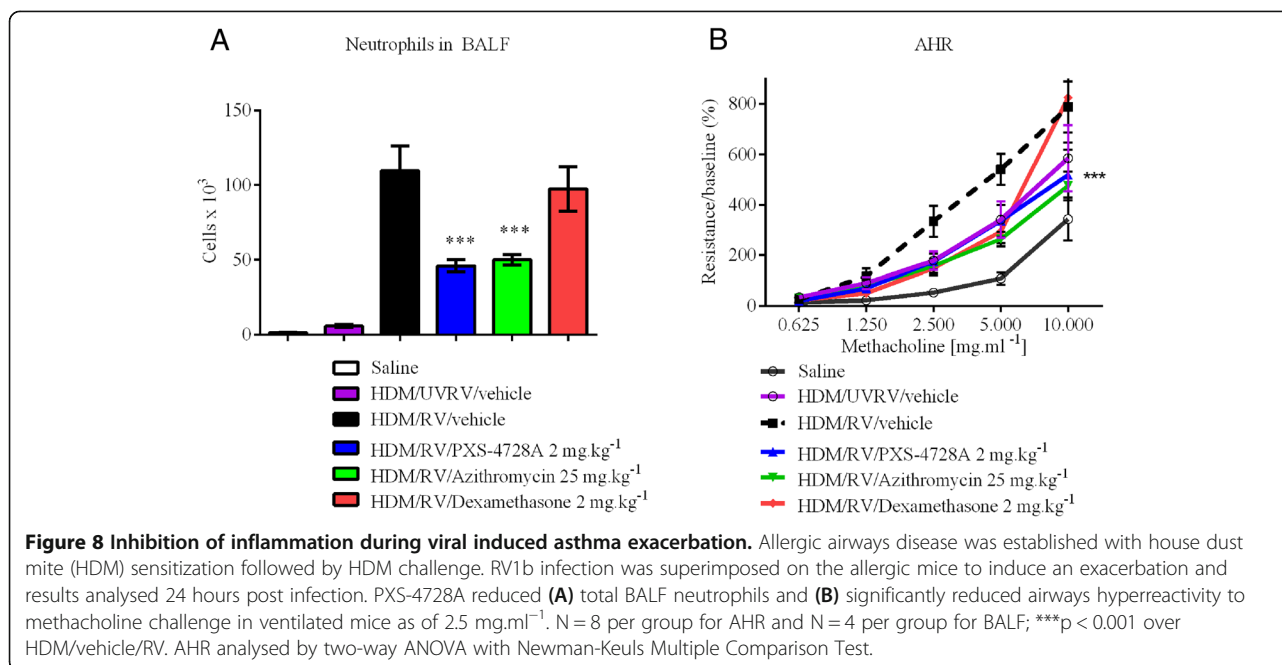 A
Neutrophils in BALF
150
100
50
0
Cells x 10³
***
***
Saline
HDM/UVRV/vehicle
HDM/RV/vehicle
HDM/RV/PXS-4728A 2 mg.kg⁻¹
HDM/RV/Azithromycin 25 mg.kg⁻¹
HDM/RV/Dexamethasone 2 mg.kg⁻¹
B
AHR
800
600
400
200
0
Resistance/baseline (%)
***
0.625 1.250 2.500 5.000 10.000
Methacholine [mg.ml⁻¹]
Saline
HDM/UVRV/vehicle
HDM/RV/vehicle
HDM/RV/PXS-4728A 2 mg.kg⁻¹
HDM/RV/Azithromycin 25 mg.kg⁻¹
HDM/RV/Dexamethasone 2 mg.kg⁻¹
Figure 8 Inhibition of inflammation during viral induced asthma exacerbation. Allergic airways disease was established with house dust
mite (HDM) sensitization followed by HDM challenge. RV1b infection was superimposed on the allergic mice to induce an exacerbation and
results analysed 24 hours post infection. PXS-4728A reduced (A) total BALF neutrophils and (B) significantly reduced airways hyperreactivity to
methacholine challenge in ventilated mice as of 2.5 mg.ml⁻¹. N = 8 per group for AHR and N = 4 per group for BALF; ***p < 0.001 over
HDM/vehicle/RV. AHR analysed by two-way ANOVA with Newman-Keuls Multiple Comparison Test.